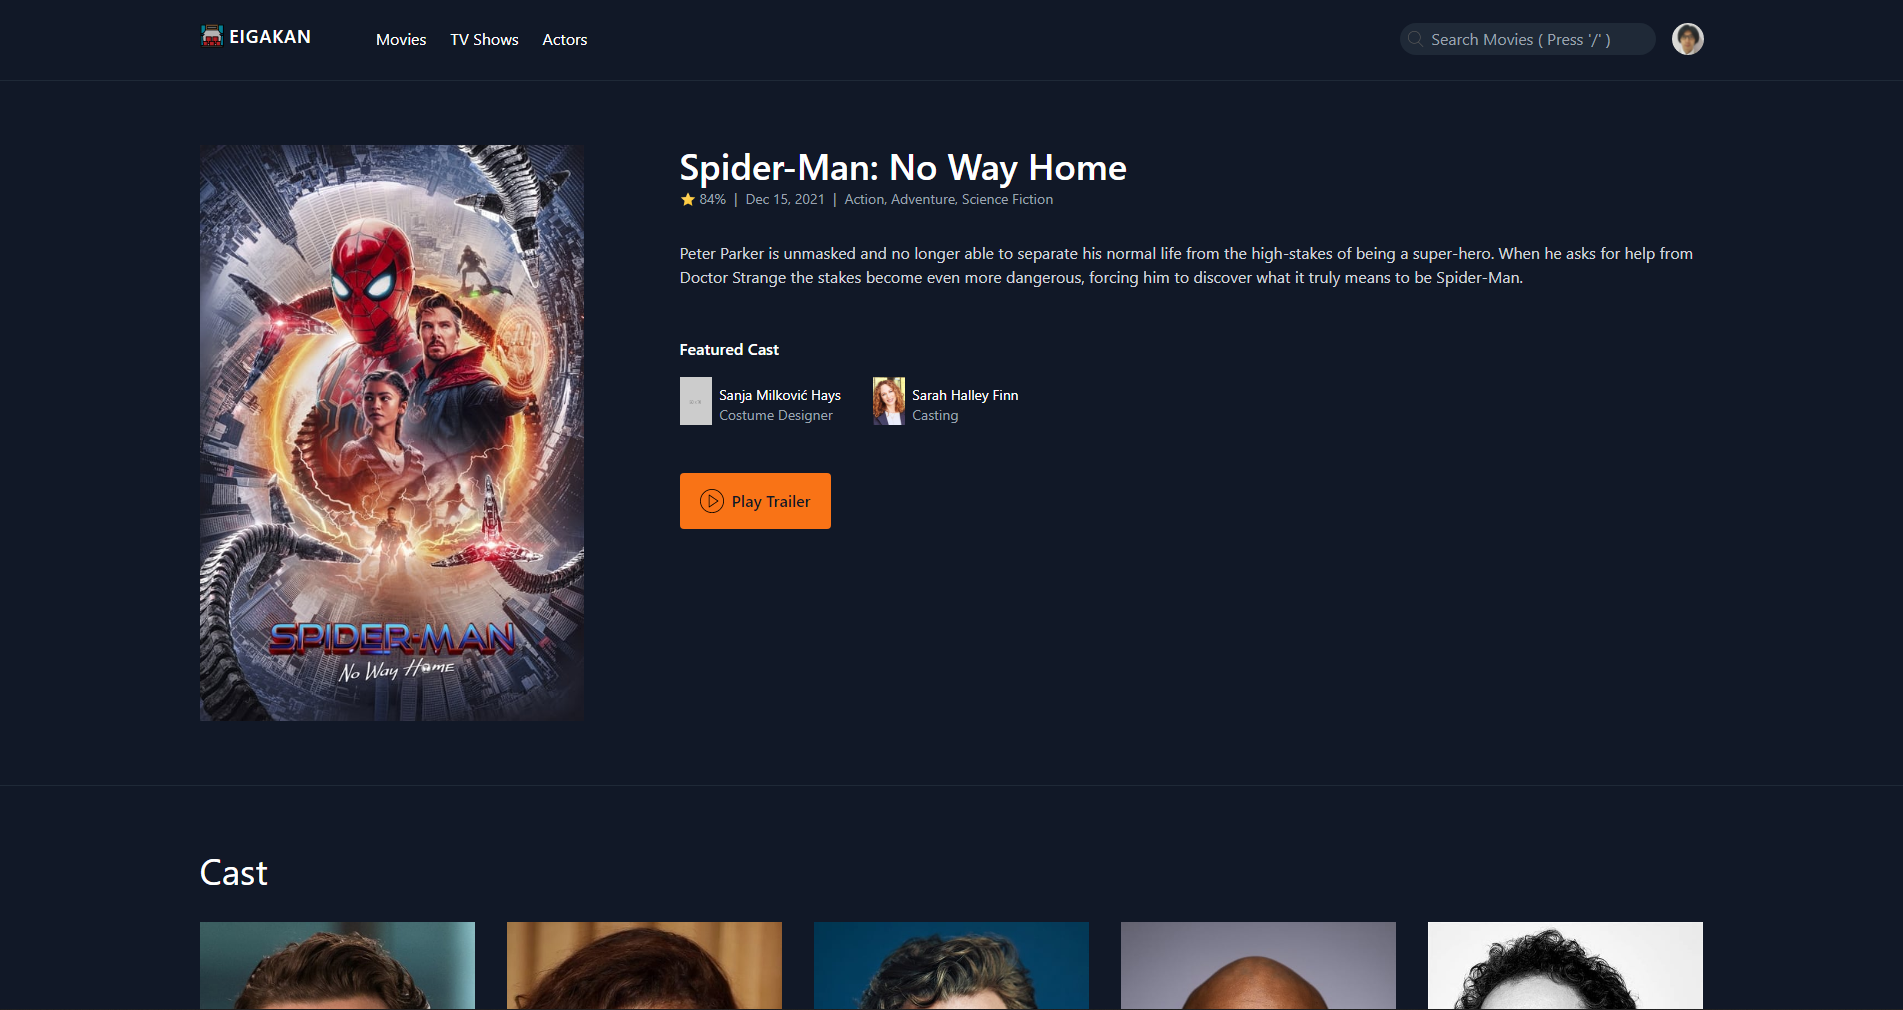 EIGAKAN
Movies
TV Shows
Actors
Search Movies ( Press '/' )
SPIDER-MAN
No Way Home
Spider-Man: No Way Home
84% | Dec 15, 2021 | Action, Adventure, Science Fiction
Peter Parker is unmasked and no longer able to separate his normal life from the high-stakes of being a super-hero. When he asks for help from
Doctor Strange the stakes become even more dangerous, forcing him to discover what it truly means to be Spider-Man.
Featured Cast
Sanja Milković Hays
Costume Designer
Sarah Halley Finn
Casting
Play Trailer
Cast